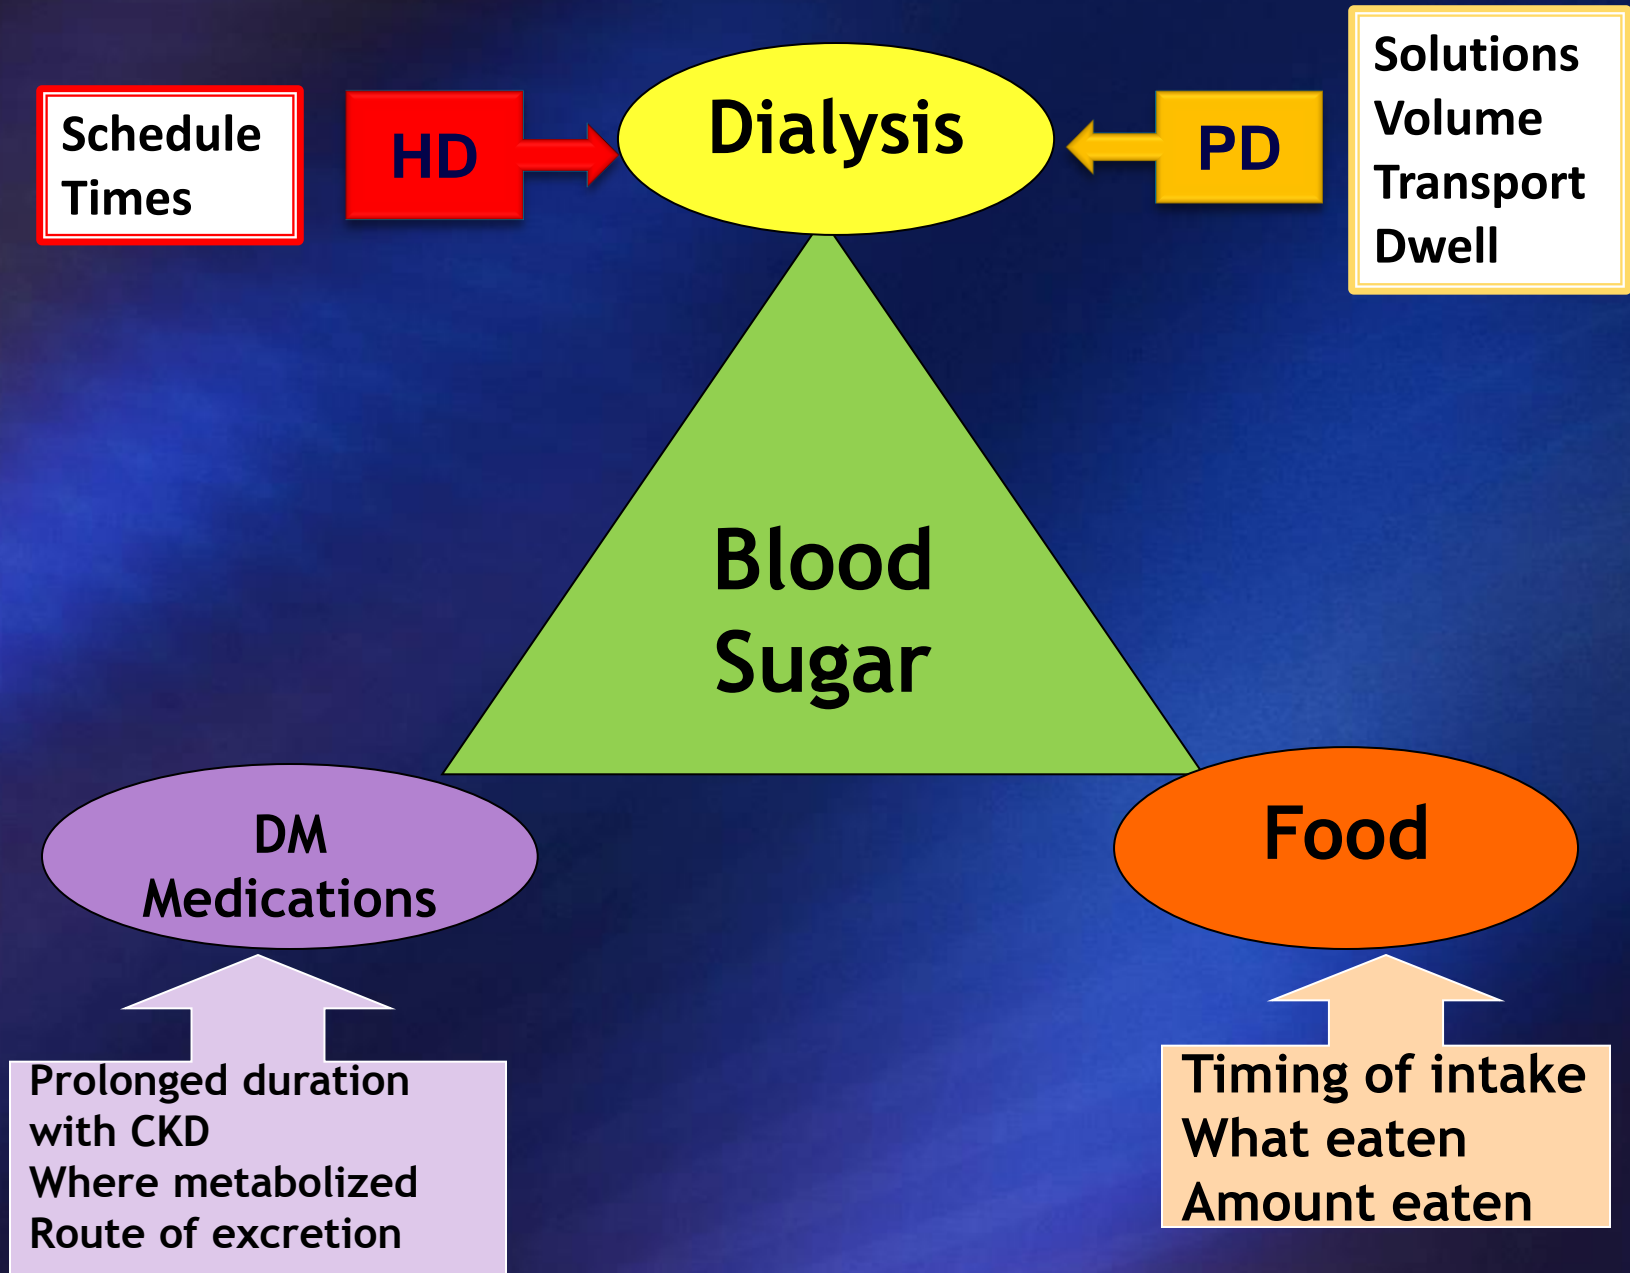 Schedule
Times
HD
Dialysis
PD
Solutions
Volume
Transport
Dwell
Blood
Sugar
DM
Medications
Food
Prolonged duration
with CKD
Where metabolized
Route of excretion
Timing of intake
What eaten
Amount eaten